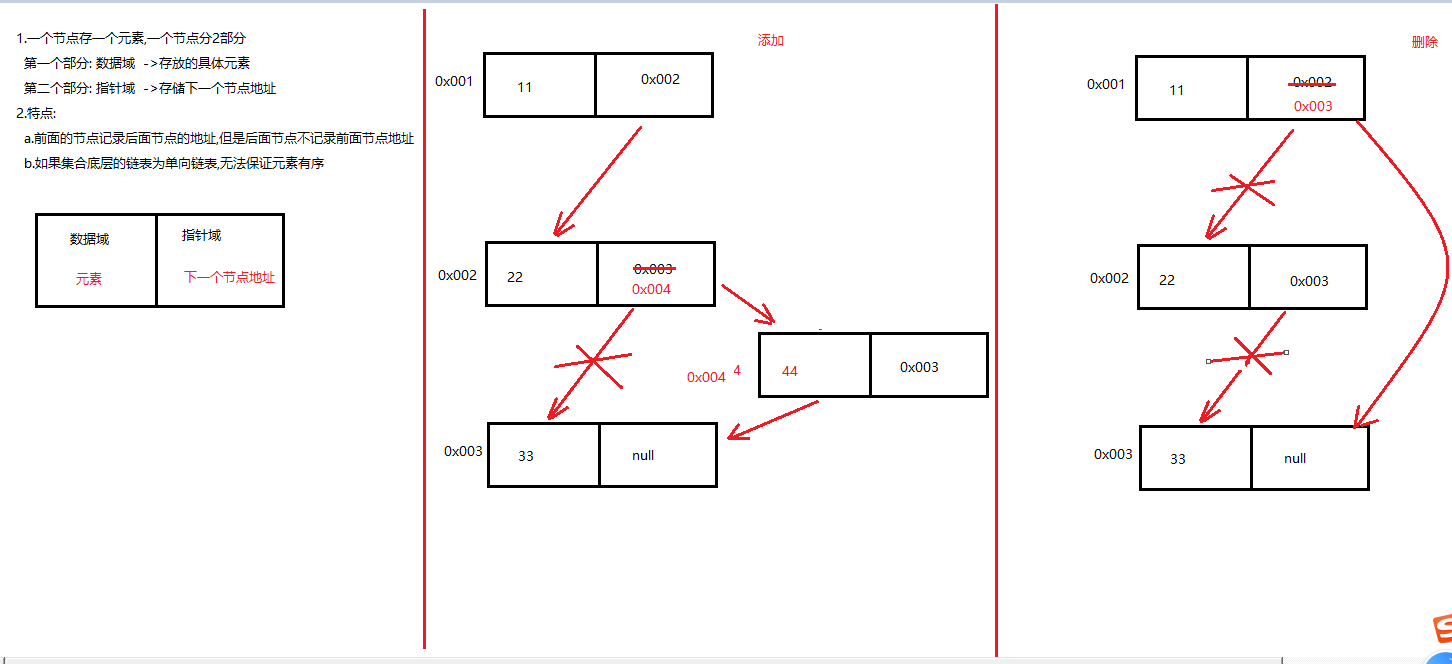 1.一个节点存一个元素,一个节点分2部分
第一个部分: 数据域 ->存放的具体元素
第二个部分: 指针域 ->存储下一个节点地址
2.特点:
a.前面的节点记录后面节点的地址,但是后面节点不记录前面节点地址
b.如果集合底层的链表为单向链表,无法保证元素有序
数据域 指针域
元素 下一个节点地址
添加
0x001 11 0x002
0x002 22 0x003
0x004
0x004 4 44 0x003
0x003 33 null
删除
0x001 11 0x002
0x003
0x002 22 0x003
0x003 33 null